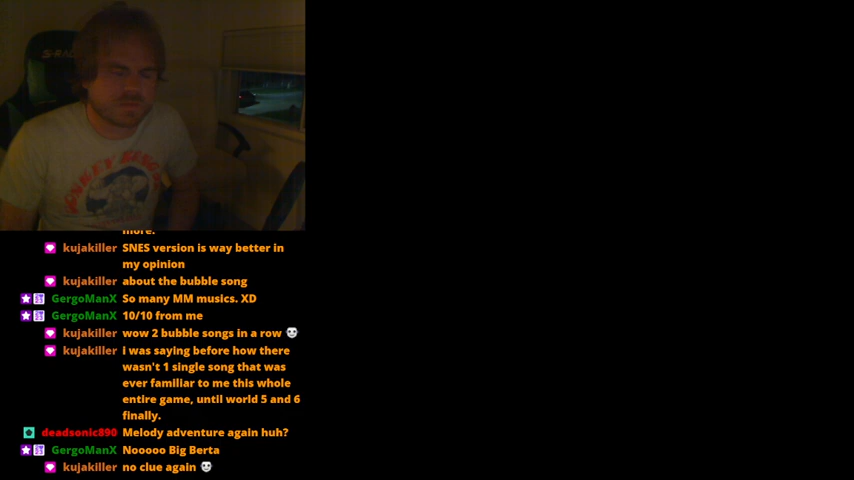 more.
kujakiller SNES version is way better in
my opinion
kujakiller about the bubble song
GergoManX So many MM musics. XD
GergoManX 10/10 from me
kujakiller wow 2 bubble songs in a row
kujakiller i was saying before how there
wasn't 1 single song that was
ever familiar to me this whole
entire game, until world 5 and 6
finally.
deadsonic890 Melody adventure again huh?
GergoManX Nooooo Big Berta
kujakiller no clue again